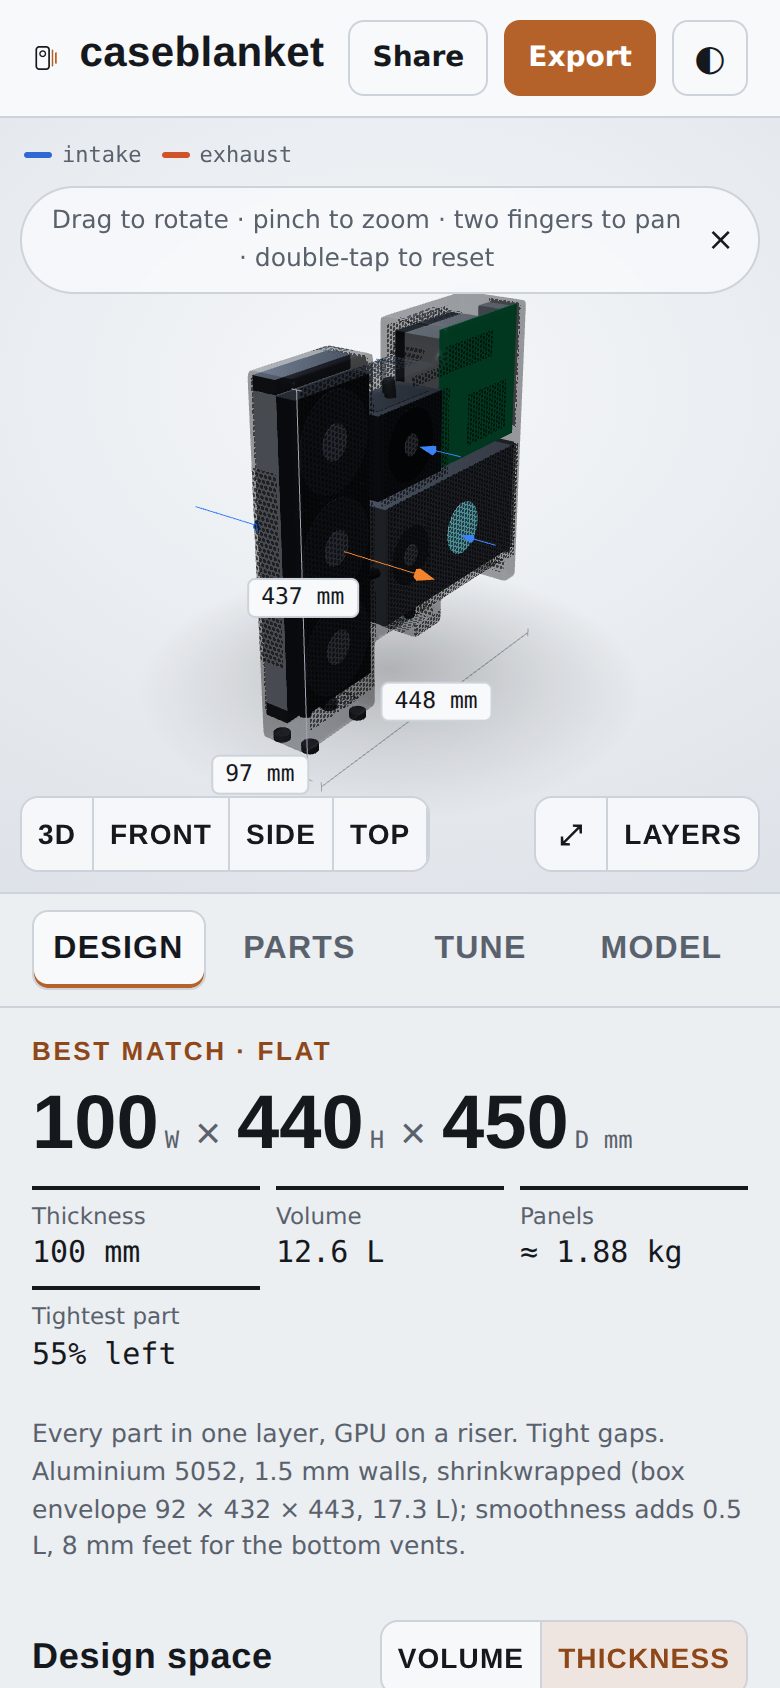 caseblanket
Share
Export
intake
exhaust
Drag to rotate · pinch to zoom · two fingers to pan
· double-tap to reset
437 mm
448 mm
97 mm
3D
FRONT
SIDE
TOP
LAYERS
DESIGN
PARTS
TUNE
MODEL
BEST MATCH · FLAT
100 W × 440 H × 450 D mm
Thickness
100 mm
Volume
12.6 L
Panels
≈ 1.88 kg
Tightest part
55% left
Every part in one layer, GPU on a riser. Tight gaps.
Aluminium 5052, 1.5 mm walls, shrinkwrapped (box
envelope 92 × 432 × 443, 17.3 L); smoothness adds 0.5
L, 8 mm feet for the bottom vents.
Design space
VOLUME
THICKNESS